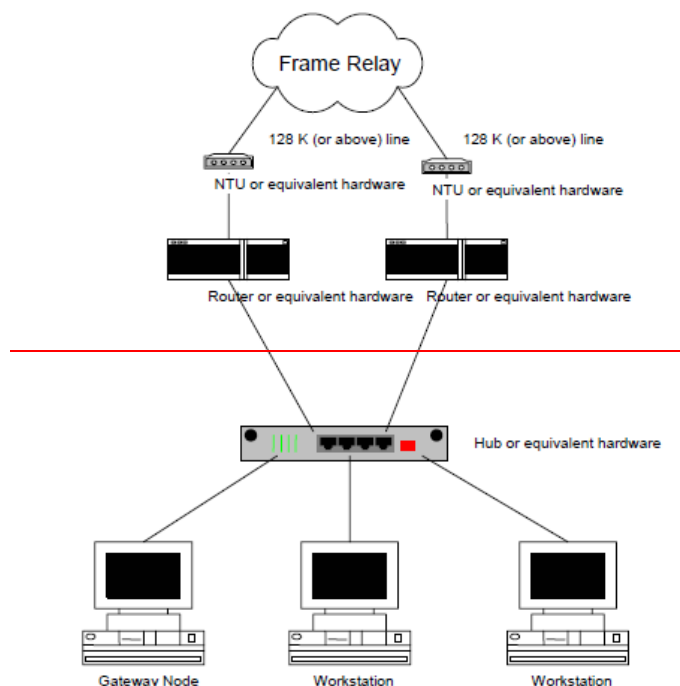 Frame Relay
128 K (or above) line
128 K (or above) line
NTU or equivalent hardware
NTU or equivalent hardware
Router or equivalent hardware
Router or equivalent hardware
Hub or equivalent hardware
Gateway Node
Workstation
Workstation